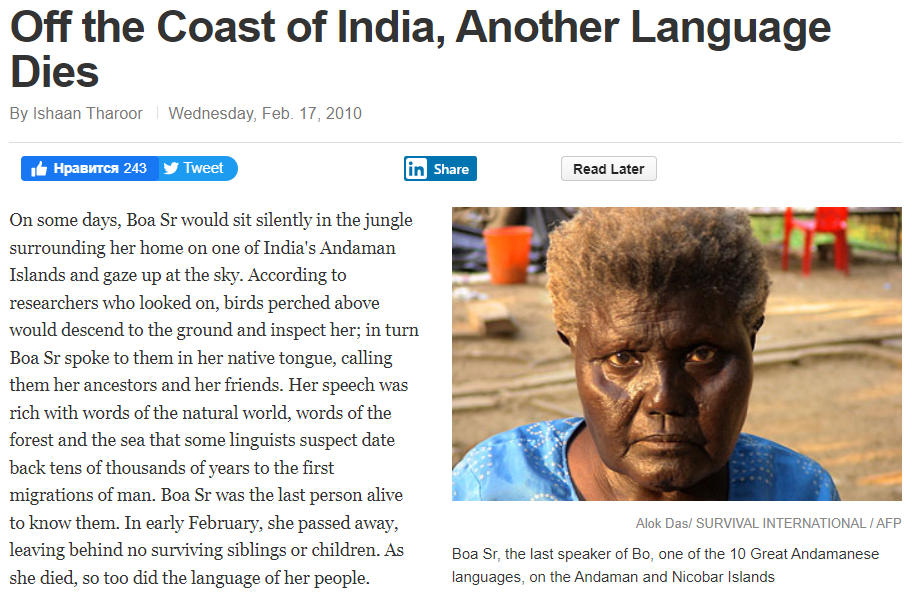 Off the Coast of India, Another Language
Dies
By Ishaan Tharoor
Wednesday, Feb. 17, 2010
Нравится 243
Tweet
in Share
Read Later
On some days, Boa Sr would sit silently in the jungle
surrounding her home on one of India's Andaman
Islands and gaze up at the sky. According to
researchers who looked on, birds perched above
would descend to the ground and inspect her; in turn
Boa Sr spoke to them in her native tongue, calling
them her ancestors and her friends. Her speech was
rich with words of the natural world, words of the
forest and the sea that some linguists suspect date
back tens of thousands of years to the first
migrations of man. Boa Sr was the last person alive
to know them. In early February, she passed away,
leaving behind no surviving siblings or children. As
she died, so too did the language of her people.
Alok Das/ SURVIVAL INTERNATIONAL / AFP
Boa Sr, the last speaker of Bo, one of the 10 Great Andamanese
languages, on the Andaman and Nicobar Islands